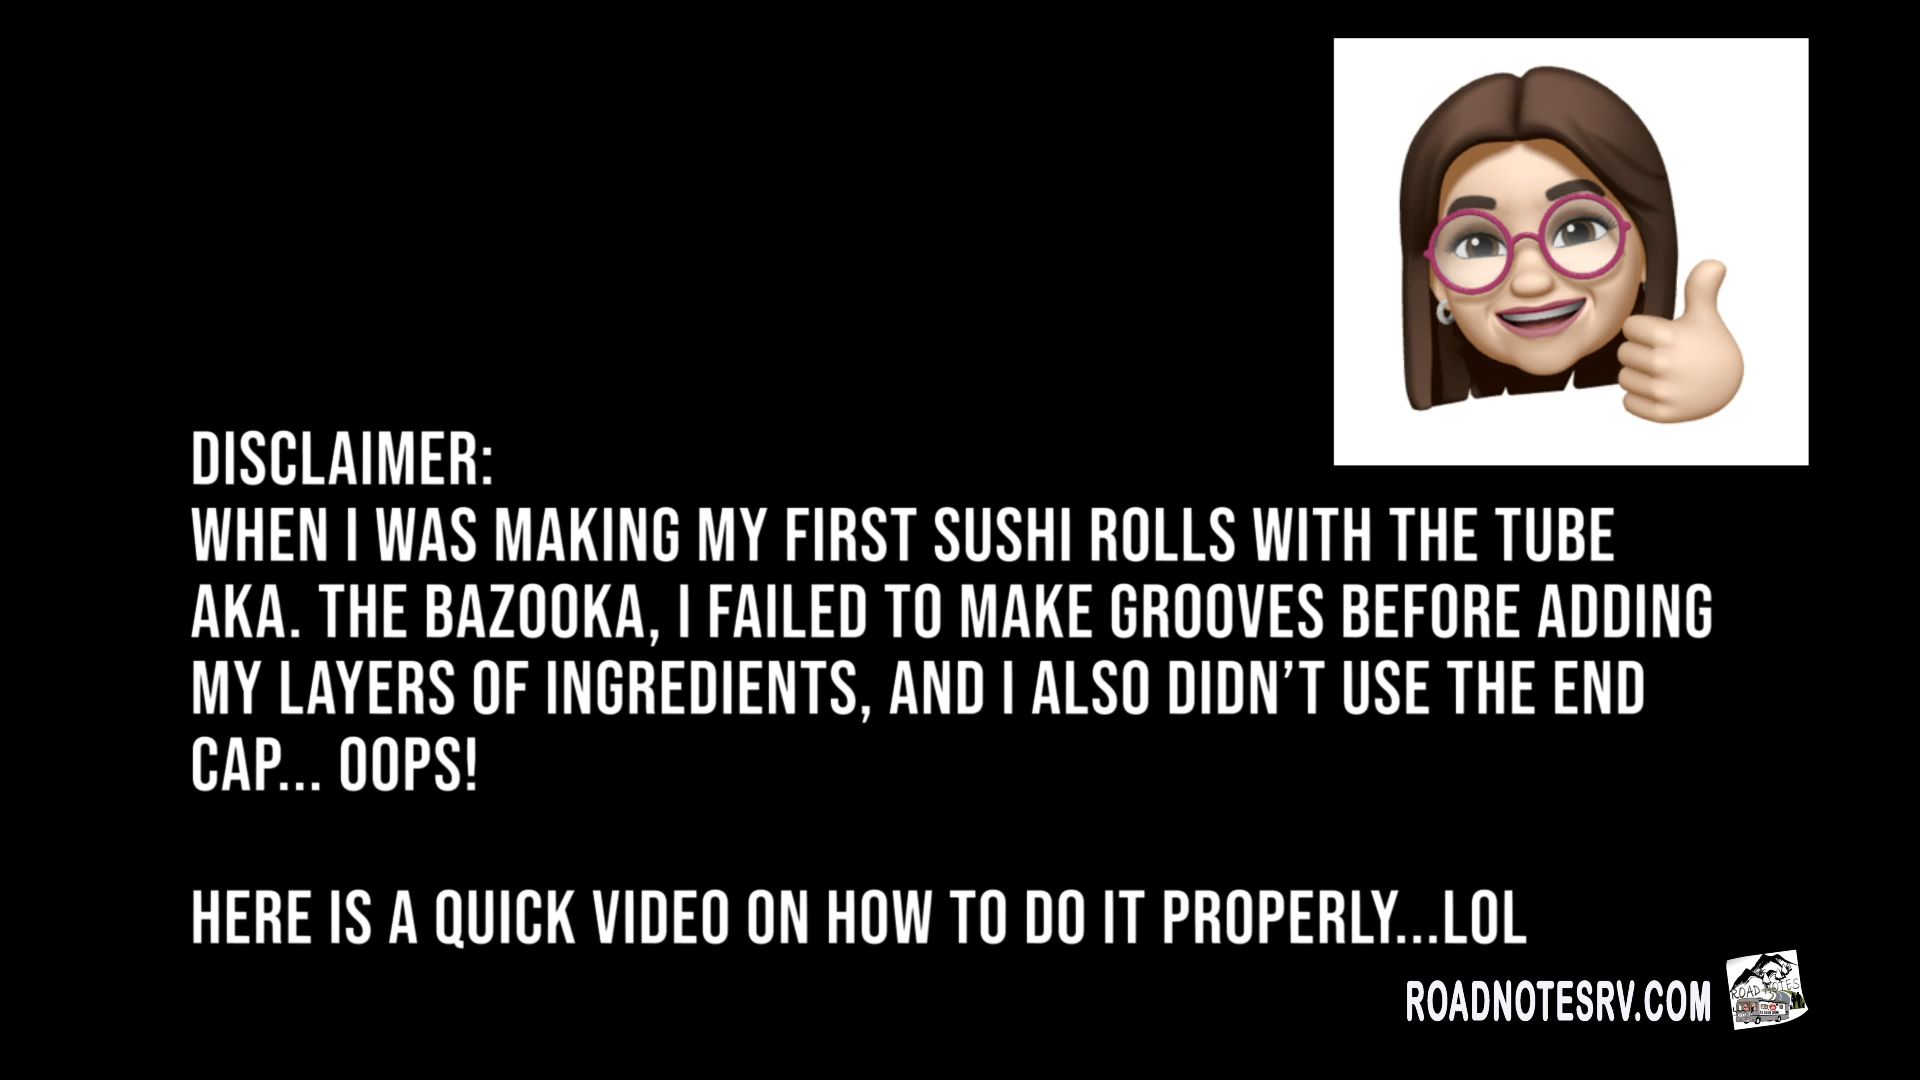 DISCLAIMER:
WHEN I WAS MAKING MY FIRST SUSHI ROLLS WITH THE TUBE
AKA. THE BAZOOKA, I FAILED TO MAKE GROOVES BEFORE ADDING
MY LAYERS OF INGREDIENTS, AND I ALSO DIDN’T USE THE END
CAP... OOPS!
HERE IS A QUICK VIDEO ON HOW TO DO IT PROPERLY...LOL
ROADNOTESRV.COM
ROAD NOTES